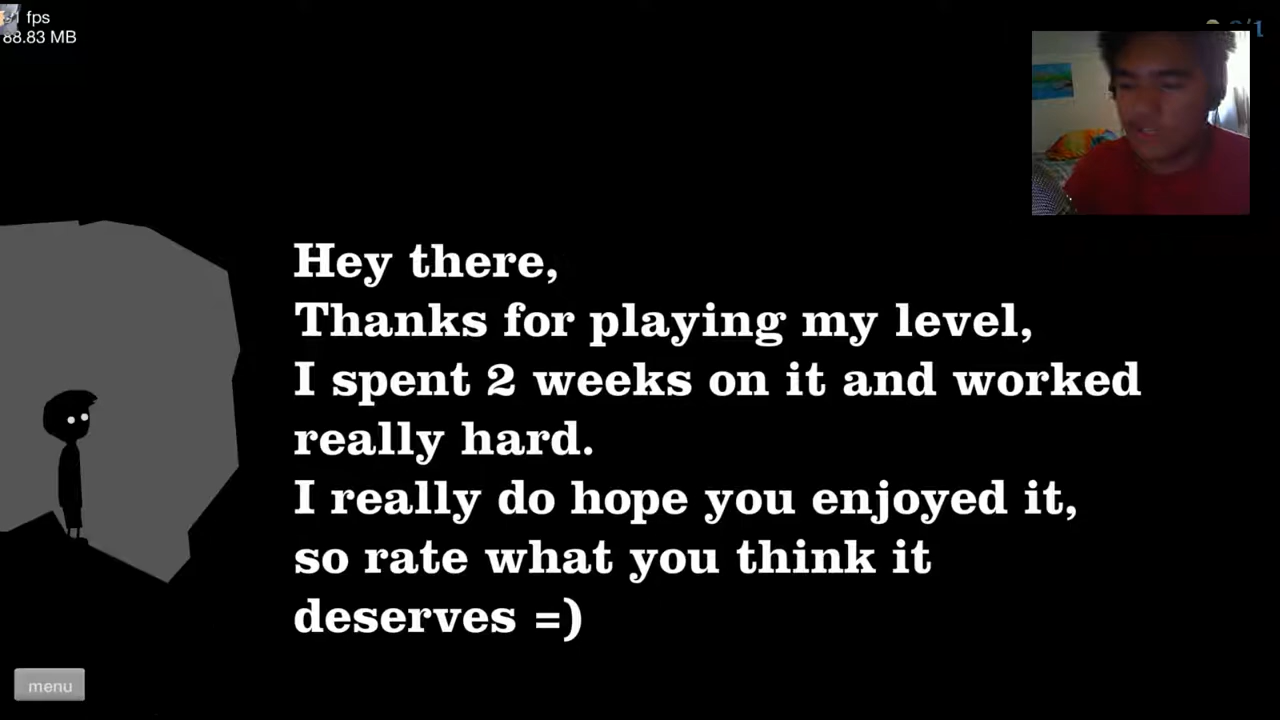 fps
88.83 MB
Hey there,
Thanks for playing my level,
I spent 2 weeks on it and worked
really hard.
I really do hope you enjoyed it,
so rate what you think it
deserves =)
menu